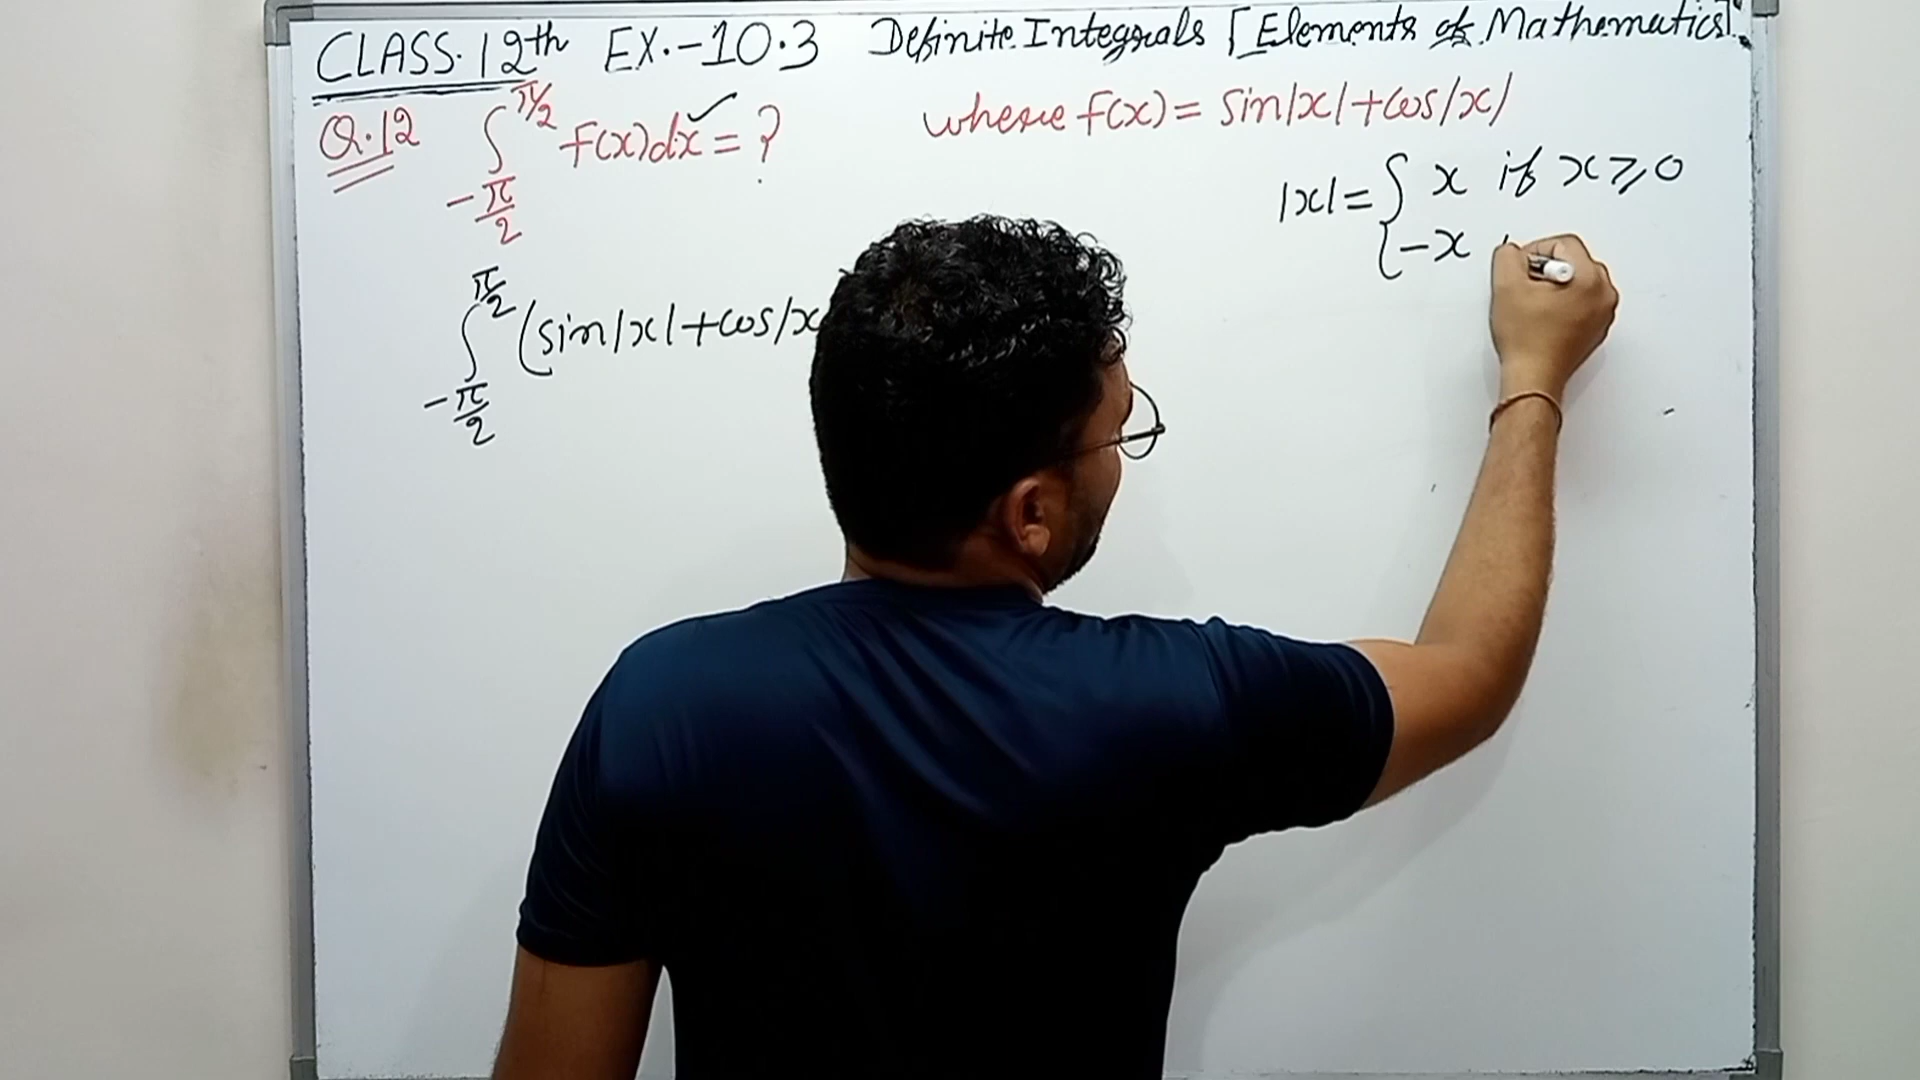 CLASS. 12th EX.-10.3 Definite Integrals [Elements of Mathematics]
Q.12 ∫_{-π/2}^{π/2} f(x)dx = ? where f(x) = sin|x|+cos|x|
|x| = { x if x ≥ 0
{ -x
∫_{-π/2}^{π/2} (sin|x|+cos|x